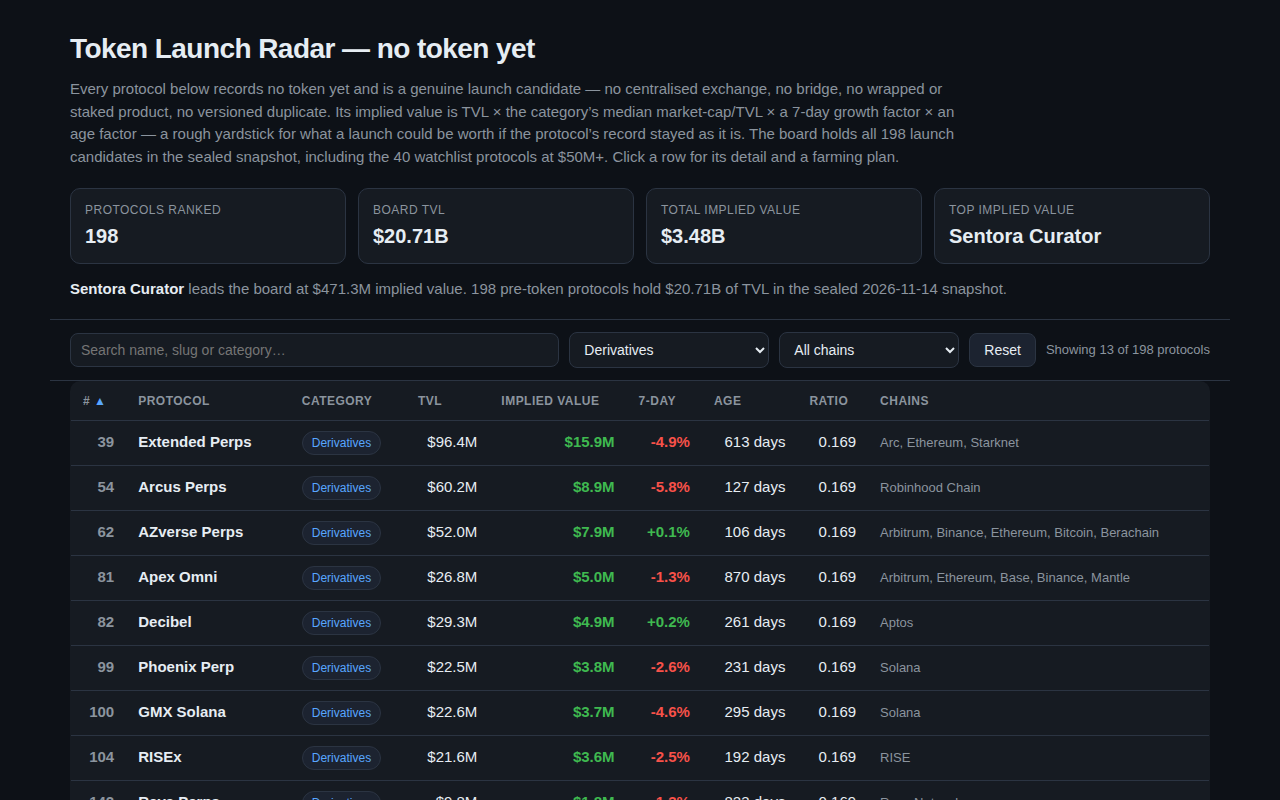 Token Launch Radar — no token yet
Every protocol below records no token yet and is a genuine launch candidate — no centralised exchange, no bridge, no wrapped or
staked product, no versioned duplicate. Its implied value is TVL × the category’s median market-cap/TVL × a 7-day growth factor × an
age factor — a rough yardstick for what a launch could be worth if the protocol’s record stayed as it is. The board holds all 198 launch
candidates in the sealed snapshot, including the 40 watchlist protocols at $50M+. Click a row for its detail and a farming plan.
PROTOCOLS RANKED BOARD TVL TOTAL IMPLIED VALUE TOP IMPLIED VALUE
198 $20.71B $3.48B Sentora Curator
Sentora Curator leads the board at $471.3M implied value. 198 pre-token protocols hold $20.71B of TVL in the sealed 2026-11-14 snapshot.
Search name, slug or category… Derivatives All chains Reset Showing 13 of 198 protocols
# ▲ PROTOCOL CATEGORY TVL IMPLIED VALUE 7-DAY AGE RATIO CHAINS
39 Extended Perps Derivatives $96.4M $15.9M -4.9% 613 days 0.169 Arc, Ethereum, Starknet
54 Arcus Perps Derivatives $60.2M $8.9M -5.8% 127 days 0.169 Robinhood Chain
62 AZverse Perps Derivatives $52.0M $7.9M +0.1% 106 days 0.169 Arbitrum, Binance, Ethereum, Bitcoin, Berachain
81 Apex Omni Derivatives $26.8M $5.0M -1.3% 870 days 0.169 Arbitrum, Ethereum, Base, Binance, Mantle
82 Decibel Derivatives $29.3M $4.9M +0.2% 261 days 0.169 Aptos
99 Phoenix Perp Derivatives $22.5M $3.8M -2.6% 231 days 0.169 Solana
100 GMX Solana Derivatives $22.6M $3.7M -4.6% 295 days 0.169 Solana
104 RISEx Derivatives $21.6M $3.6M -2.5% 192 days 0.169 RISE